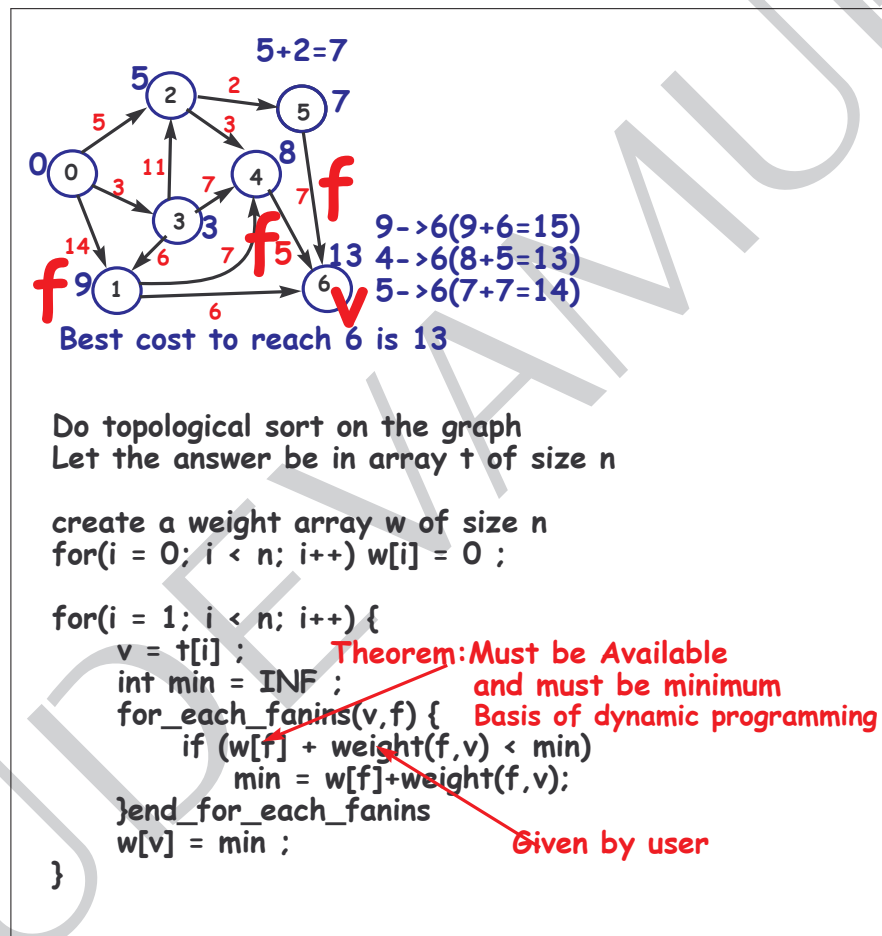 5+2=7
5
2
2
5
7
5
3
8
0
0
11
4
3
7
f
7
3
3
9->6(9+6=15)
14
6
7
f
5
13
4->6(8+5=13)
f
9
1
6
6
v
5->6(7+7=14)
Best cost to reach 6 is 13
Do topological sort on the graph
Let the answer be in array t of size n
create a weight array w of size n
for(i = 0; i < n; i++) w[i] = 0 ;
for(i = 1; i < n; i++) {
v = t[i] ;
Theorem:Must be Available
int min = INF ;
and must be minimum
for_each_fanins(v,f) {
Basis of dynamic programming
if (w[f] + weight(f,v) < min)
min = w[f]+weight(f,v);
}end_for_each_fanins
w[v] = min ;
Given by user
}
UDEVAMU